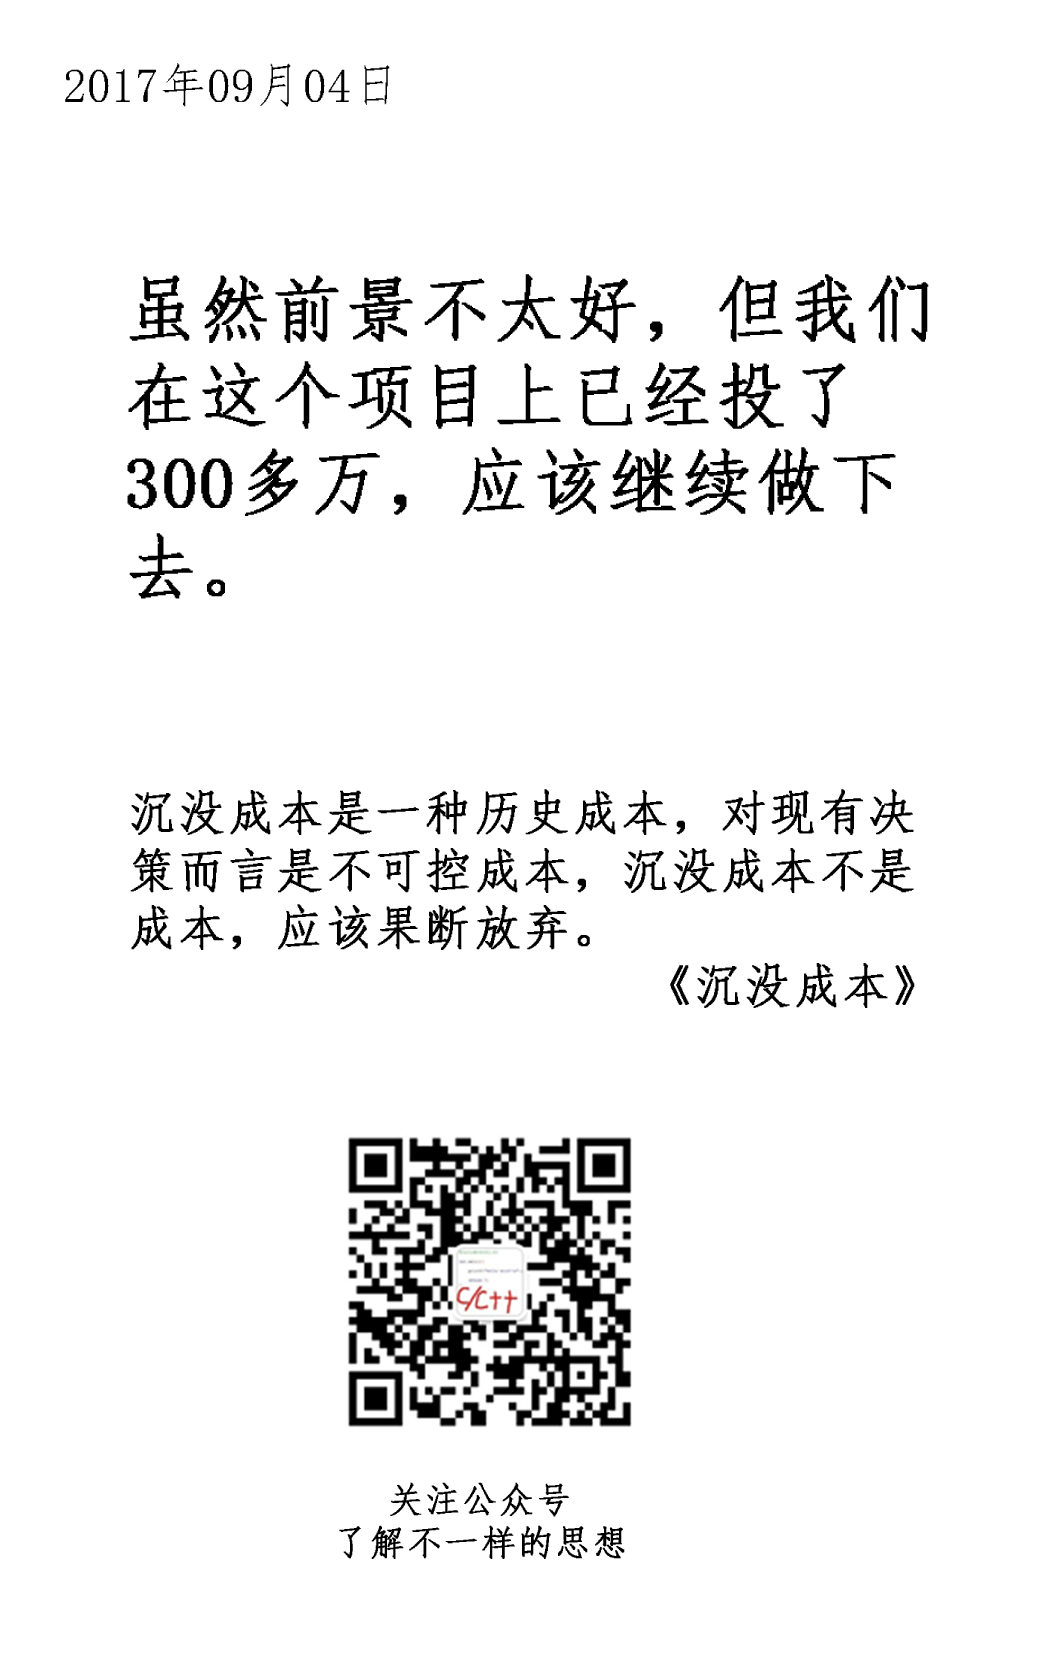 2017年09月04日
虽然前景不太好，但我们
在这个项目上已经投了
300多万，应该继续做下
去。
沉没成本是一种历史成本，对现有决
策而言是不可控成本，沉没成本不是
成本，应该果断放弃。
《沉没成本》
C/C++
关注公众号
了解不一样的思想